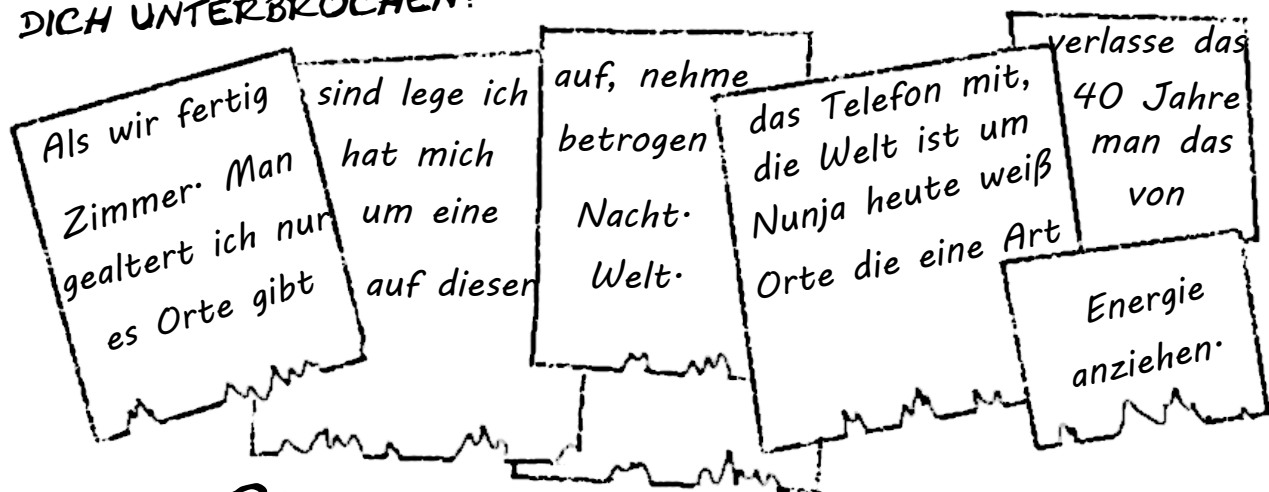 DICH UNTERBROCHEN!
Als wir fertig sind lege ich auf, nehme das Telefon mit, verlasse das
Zimmer. Man hat mich betrogen die Welt ist um 40 Jahre
gealtert ich nur um eine Nacht. Nunja heute weiß man das
es Orte gibt auf dieser Welt. Orte die eine Art von
Energie
anziehen.